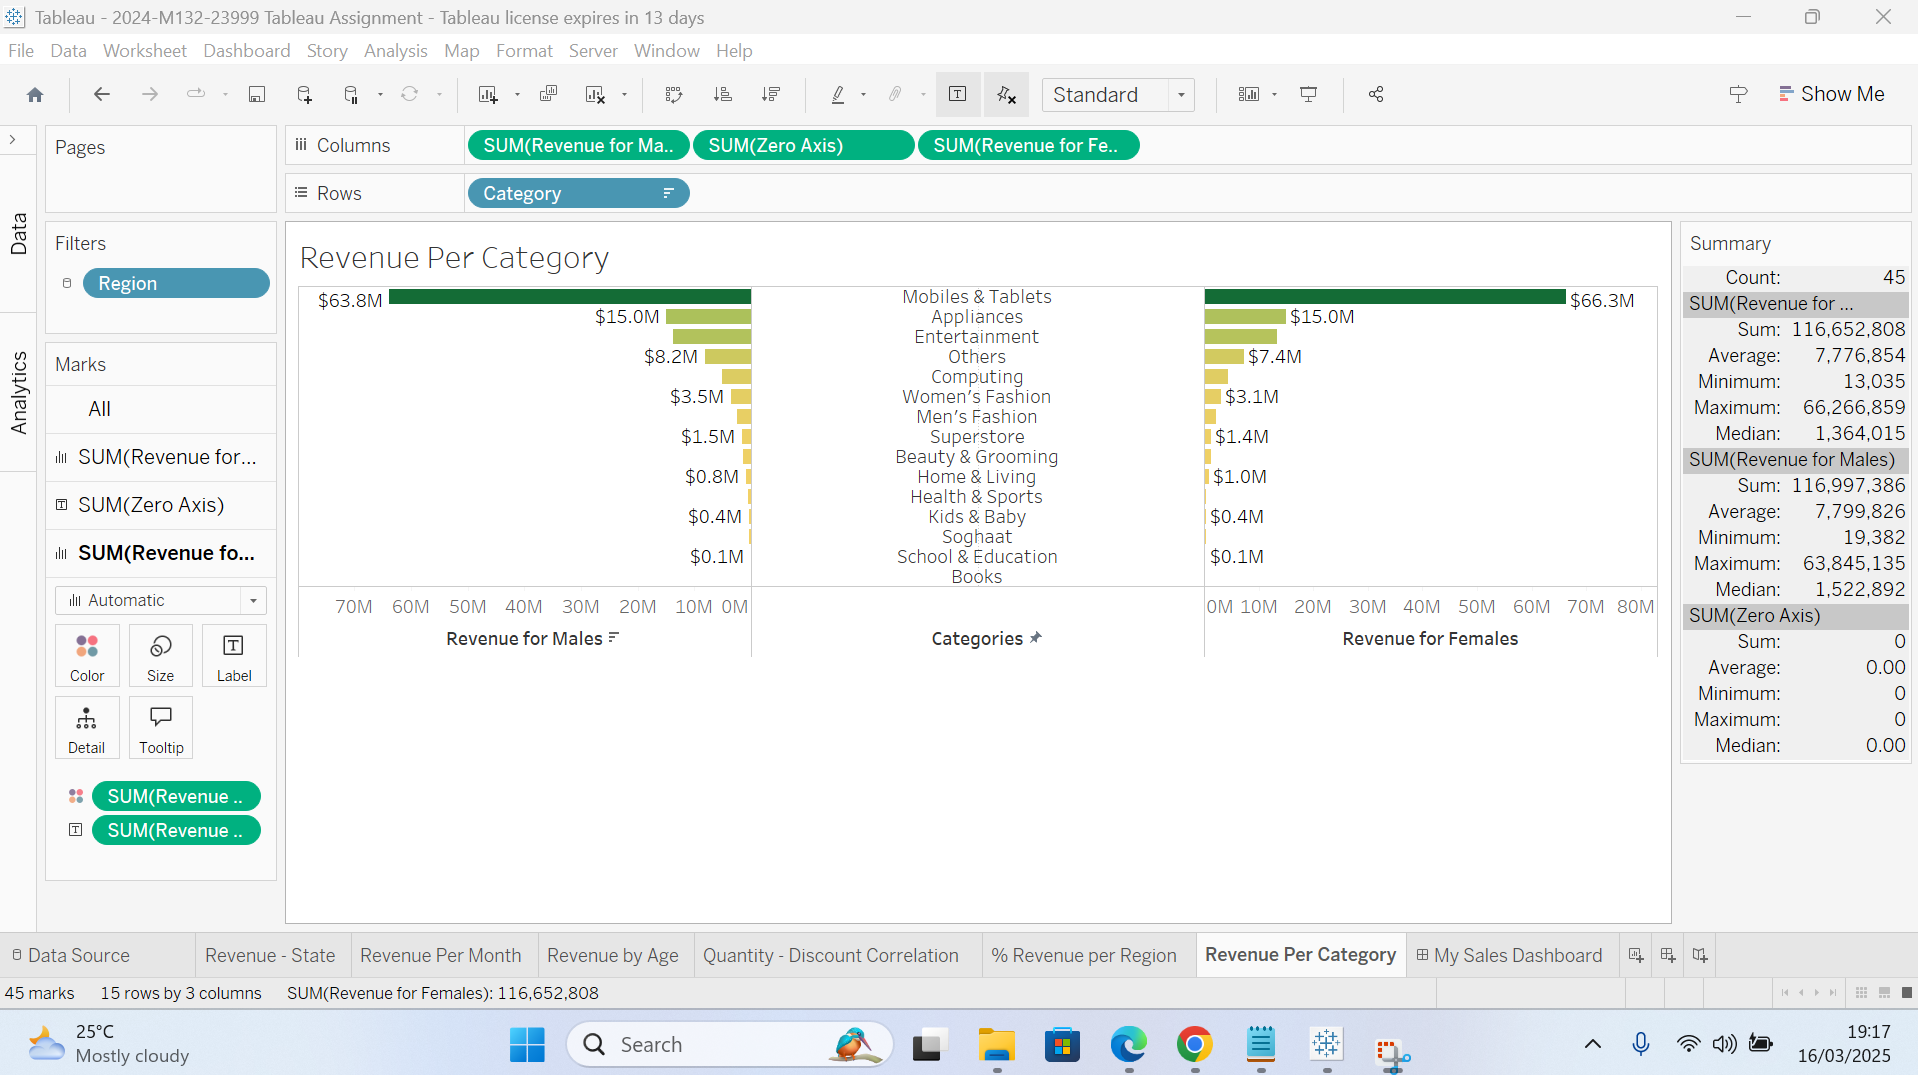 Tableau - 2024-M132-23999 Tableau Assignment - Tableau license expires in 13 days
File Data Worksheet Dashboard Story Analysis Map Format Server Window Help
Standard
Show Me
Data
Analytics
Pages
Filters
Region
Marks
All
SUM(Revenue for...
SUM(Zero Axis)
SUM(Revenue fo...
Automatic
Color Size Label
Detail Tooltip
SUM(Revenue ..
SUM(Revenue ..
Columns SUM(Revenue for Ma.. SUM(Zero Axis) SUM(Revenue for Fe..
Rows Category
Revenue Per Category
$63.8M Mobiles & Tablets $66.3M
$15.0M Appliances $15.0M
Entertainment
$8.2M Others $7.4M
Computing
$3.5M Women's Fashion $3.1M
Men's Fashion
$1.5M Superstore $1.4M
Beauty & Grooming
$0.8M Home & Living $1.0M
Health & Sports
$0.4M Kids & Baby $0.4M
Soghaat
$0.1M School & Education $0.1M
Books
70M 60M 50M 40M 30M 20M 10M 0M 0M 10M 20M 30M 40M 50M 60M 70M 80M
Revenue for Males Categories Revenue for Females
Summary
Count: 45
SUM(Revenue for ...
Sum: 116,652,808
Average: 7,776,854
Minimum: 13,035
Maximum: 66,266,859
Median: 1,364,015
SUM(Revenue for Males)
Sum: 116,997,386
Average: 7,799,826
Minimum: 19,382
Maximum: 63,845,135
Median: 1,522,892
SUM(Zero Axis)
Sum: 0
Average: 0.00
Minimum: 0
Maximum: 0
Median: 0.00
Data Source Revenue - State Revenue Per Month Revenue by Age Quantity - Discount Correlation % Revenue per Region Revenue Per Category My Sales Dashboard
45 marks 15 rows by 3 columns SUM(Revenue for Females): 116,652,808
25°C
Mostly cloudy
Search
19:17
16/03/2025